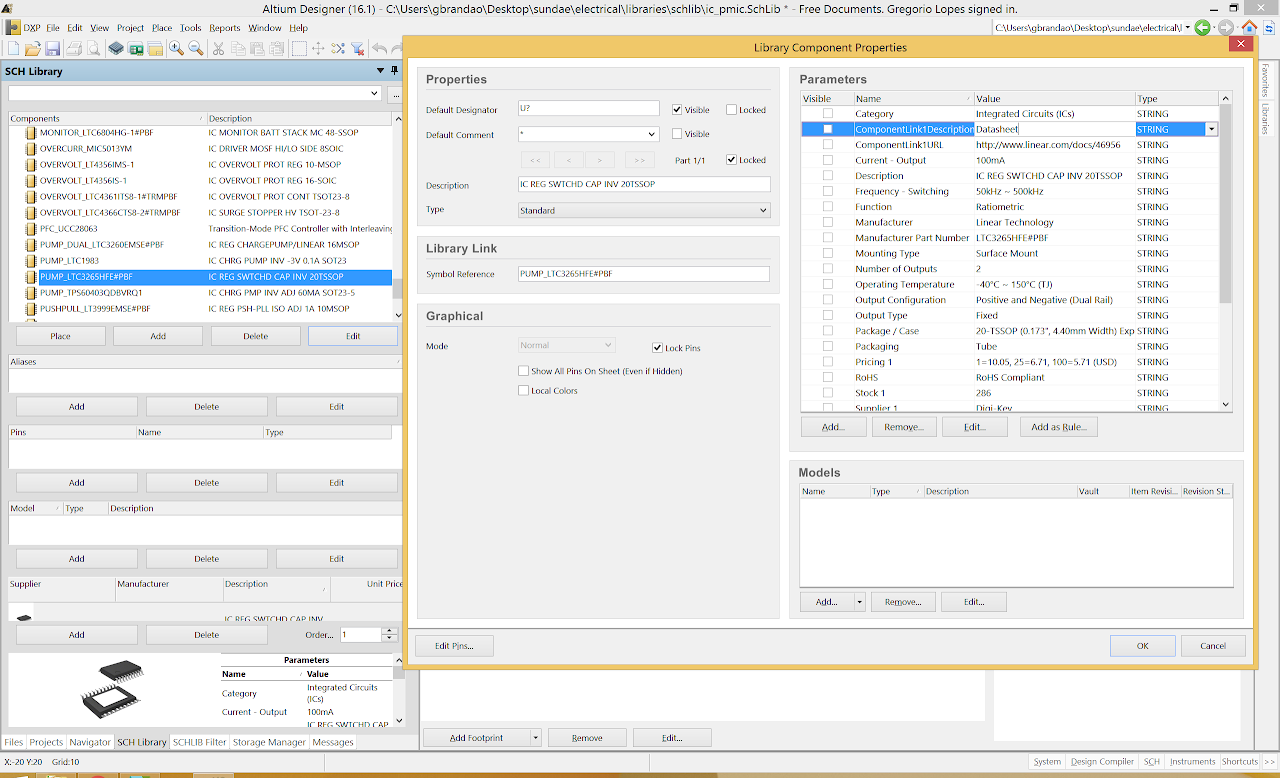 Altium Designer (16.1) - C:\Users\gbrandao\Desktop\sundae\electrical\libraries\schlib\ic_pmic.SchLib * - Free Documents. Gregorio Lopes signed in.
DXP File Edit View Project Place Tools Reports Window Help
C:\Users\gbrandao\Desktop\sundae\electrical\l
SCH Library
...
Components Description
MONITOR_LTC6804HG-1#PBF IC MONITOR BATT STACK MC 48-SSOP
OVERCURR_MIC5013YM IC DRIVER MOSF HI/LO SIDE 8SOIC
OVERVOLT_LT4356IMS-1 IC OVERVOLT PROT REG 10-MSOP
OVERVOLT_LT4356IS-1 IC OVERVOLT PROT REG 16-SOIC
OVERVOLT_LTC4361ITS8-1#TRMPBF IC OVERVOLT PROT CONT TSOT23-8
OVERVOLT_LTC4366CTS8-2#TRMPBF IC SURGE STOPPER HV TSOT-23-8
PFC_UCC28063 Transition-Mode PFC Controller with Interleaving
PUMP_DUAL_LTC3260EMSE#PBF IC REG CHARGEPUMP/LINEAR 16MSOP
PUMP_LTC1983 IC CHRG PUMP INV -3V 0.1A SOT23
PUMP_LTC3265HFE#PBF IC REG SWTCHD CAP INV 20TSSOP
PUMP_TPS60403QDBVRQ1 IC CHRG PMP INV ADJ 60MA SOT23-5
PUSHPULL_LT3999EMSE#PBF IC REG PSH-PLL ISO ADJ 1A 10MSOP
Place Add Delete Edit
Aliases
Add Delete Edit
Pins Name Type
Add Delete Edit
Model Type Description
Add Delete Edit
Supplier Manufacturer Description Unit Price
IC REG SWTCHD CAP INV
Add Delete Order... 1
Parameters
Name Value
Category Integrated Circuits
(ICs)
Current - Output 100mA
IC REG SWTCHD CAP
Files Projects Navigator SCH Library SCHLIB Filter Storage Manager Messages
X:-20 Y:20 Grid:10
Library Component Properties
Properties
Default Designator U? Visible Locked
Default Comment * Visible
<< < > >> Part 1/1 Locked
Description IC REG SWTCHD CAP INV 20TSSOP
Type Standard
Library Link
Symbol Reference PUMP_LTC3265HFE#PBF
Graphical
Mode Normal Lock Pins
Show All Pins On Sheet (Even if Hidden)
Local Colors
Parameters
Visible Name Value Type
Category Integrated Circuits (ICs) STRING
ComponentLink1Description Datasheet STRING
ComponentLink1URL http://www.linear.com/docs/46956 STRING
Current - Output 100mA STRING
Description IC REG SWTCHD CAP INV 20TSSOP STRING
Frequency - Switching 50kHz ~ 500kHz STRING
Function Ratiometric STRING
Manufacturer Linear Technology STRING
Manufacturer Part Number LTC3265HFE#PBF STRING
Mounting Type Surface Mount STRING
Number of Outputs 2 STRING
Operating Temperature -40°C ~ 150°C (TJ) STRING
Output Configuration Positive and Negative (Dual Rail) STRING
Output Type Fixed STRING
Package / Case 20-TSSOP (0.173", 4.40mm Width) Exp STRING
Packaging Tube STRING
Pricing 1 1=10.05, 25=6.71, 100=5.71 (USD) STRING
RoHS RoHS Compliant STRING
Stock 1 286 STRING
Supplier 1 Digi-Key STRING
Add... Remove... Edit... Add as Rule...
Models
Name Type Description Vault Item Revisi... Revision St...
Add... Remove... Edit...
Edit Pins... OK Cancel
Add Footprint Remove Edit...
Favorites
Libraries
System Design Compiler SCH Instruments Shortcuts >>